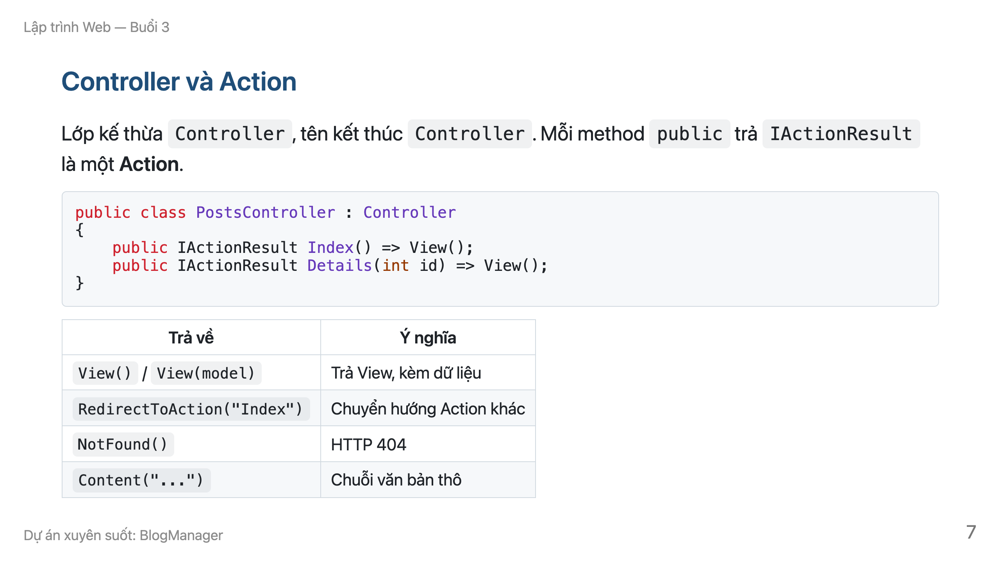 Lập trình Web — Buổi 3
Controller và Action
Lớp kế thừa Controller, tên kết thúc Controller. Mỗi method public trả IActionResult
là một Action.
public class PostsController : Controller
{
    public IActionResult Index() => View();
    public IActionResult Details(int id) => View();
}
Trả về Ý nghĩa
View() / View(model) Trả View, kèm dữ liệu
RedirectToAction("Index") Chuyển hướng Action khác
NotFound() HTTP 404
Content("...") Chuỗi văn bản thô
Dự án xuyên suốt: BlogManager
7